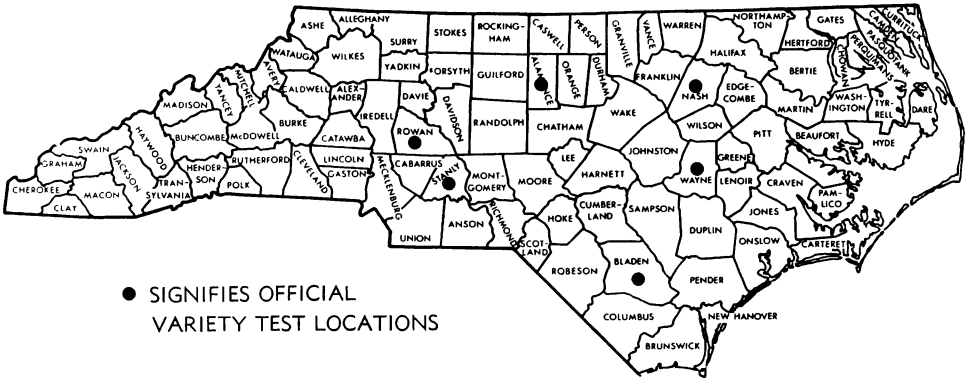 ASHE
ALLEGHANY
SURRY
STOKES
ROCKING-
HAM
CASWELL
PERSON
GRANVILLE
VANCE
WARREN
NORTHAMP-
TON
GATES
CURRITUCK
CAMDEN
PASQUOTANK
PERQUIMANS
CHOWAN
HERTFORD
HALIFAX
BERTIE
WATAUGA
WILKES
YADKIN
FORSYTH
GUILFORD
ALAMANCE
ORANGE
DURHAM
FRANKLIN
NASH
EDGE-
COMBE
MARTIN
WASH-
INGTON
TYR-
RELL
DARE
AVERY
MITCHELL
YANCEY
MADISON
CALDWELL
ALEX-
ANDER
IREDELL
DAVIE
DAVIDSON
RANDOLPH
CHATHAM
WAKE
WILSON
PITT
BEAUFORT
HYDE
HAYWOOD
BUNCOMBE
McDOWELL
BURKE
CATAWBA
ROWAN
SWAIN
GRAHAM
CHEROKEE
CLAY
MACON
JACKSON
TRAN-
SYLVANIA
HENDER-
SON
POLK
RUTHERFORD
CLEVELAND
LINCOLN
GASTON
MECKLENBURG
CABARRUS
STANLY
MONT-
GOMERY
MOORE
LEE
HARNETT
JOHNSTON
WAYNE
GREENE
LENOIR
CRAVEN
PAM-
LICO
UNION
ANSON
RICHMOND
SCOT-
LAND
HOKE
CUMBER-
LAND
SAMPSON
DUPLIN
JONES
ONSLOW
CARTERET
ROBESON
BLADEN
PENDER
COLUMBUS
NEW HANOVER
BRUNSWICK
SIGNIFIES OFFICIAL
VARIETY TEST LOCATIONS